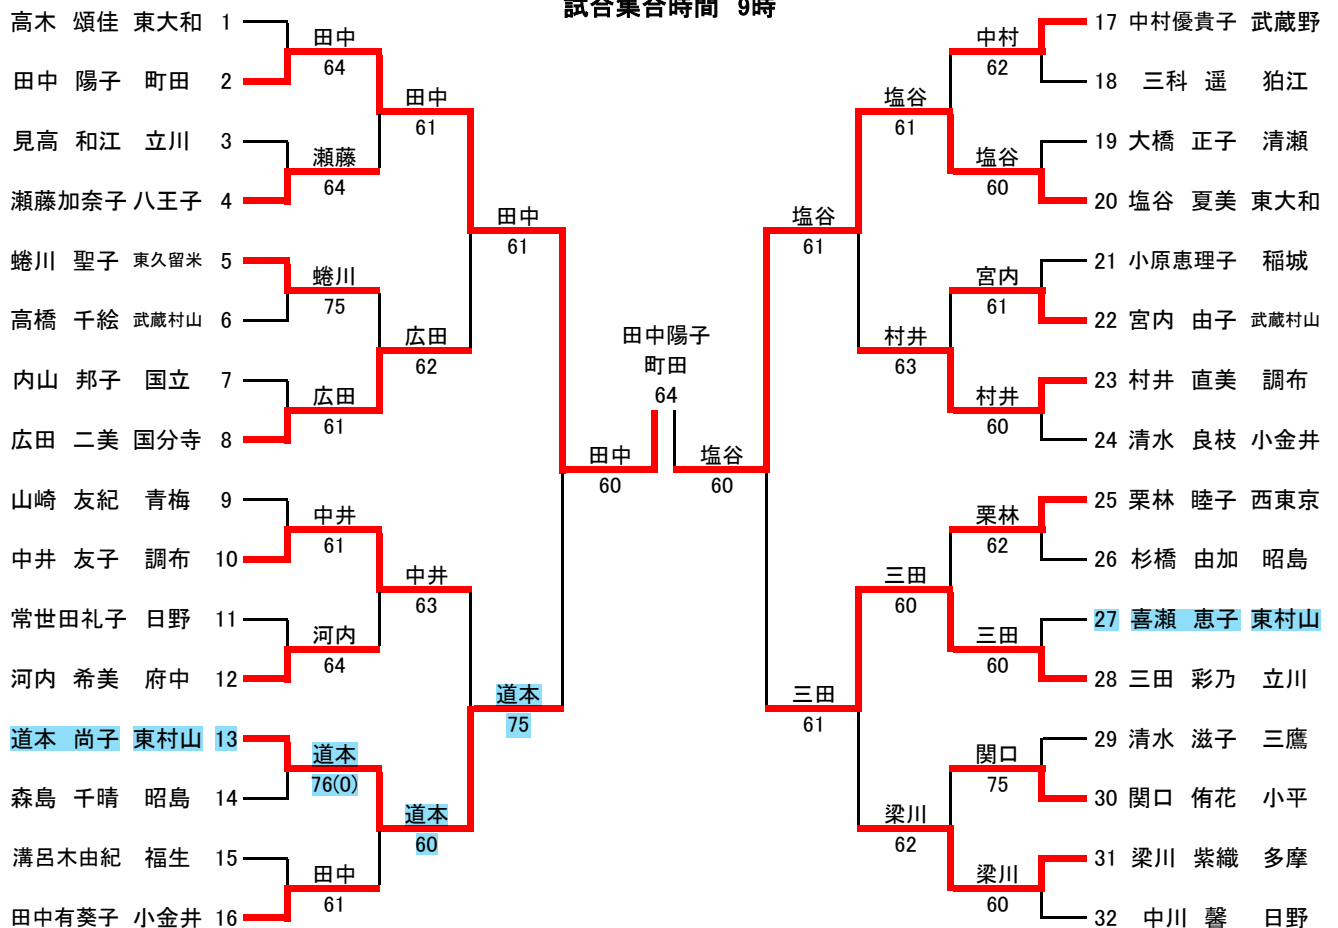 試合集合時間 9時
高木 頌佳 東大和 1
田中 陽子 町田 2
見高 和江 立川 3
瀬藤加奈子 八王子 4
蜷川 聖子 東久留米 5
高橋 千絵 武蔵村山 6
内山 邦子 国立 7
広田 二美 国分寺 8
山崎 友紀 青梅 9
中井 友子 調布 10
常世田礼子 日野 11
河内 希美 府中 12
道本 尚子 東村山 13
森島 千晴 昭島 14
溝呂木由紀 福生 15
田中有葵子 小金井 16
田中
64
瀬藤
64
蜷川
75
広田
61
中井
61
河内
64
道本
76(0)
田中
61
田中
61
広田
62
中井
63
道本
60
田中
61
道本
75
田中
60
田中陽子
町田
64
塩谷
60
塩谷
61
三田
61
塩谷
61
村井
63
三田
60
梁川
62
中村
62
塩谷
60
宮内
61
村井
60
栗林
62
三田
60
関口
75
梁川
60
17 中村優貴子 武蔵野
18 三科 遥 狛江
19 大橋 正子 清瀬
20 塩谷 夏美 東大和
21 小原恵理子 稲城
22 宮内 由子 武蔵村山
23 村井 直美 調布
24 清水 良枝 小金井
25 栗林 睦子 西東京
26 杉橋 由加 昭島
27 喜瀬 恵子 東村山
28 三田 彩乃 立川
29 清水 滋子 三鷹
30 関口 侑花 小平
31 梁川 紫織 多摩
32 中川 馨 日野